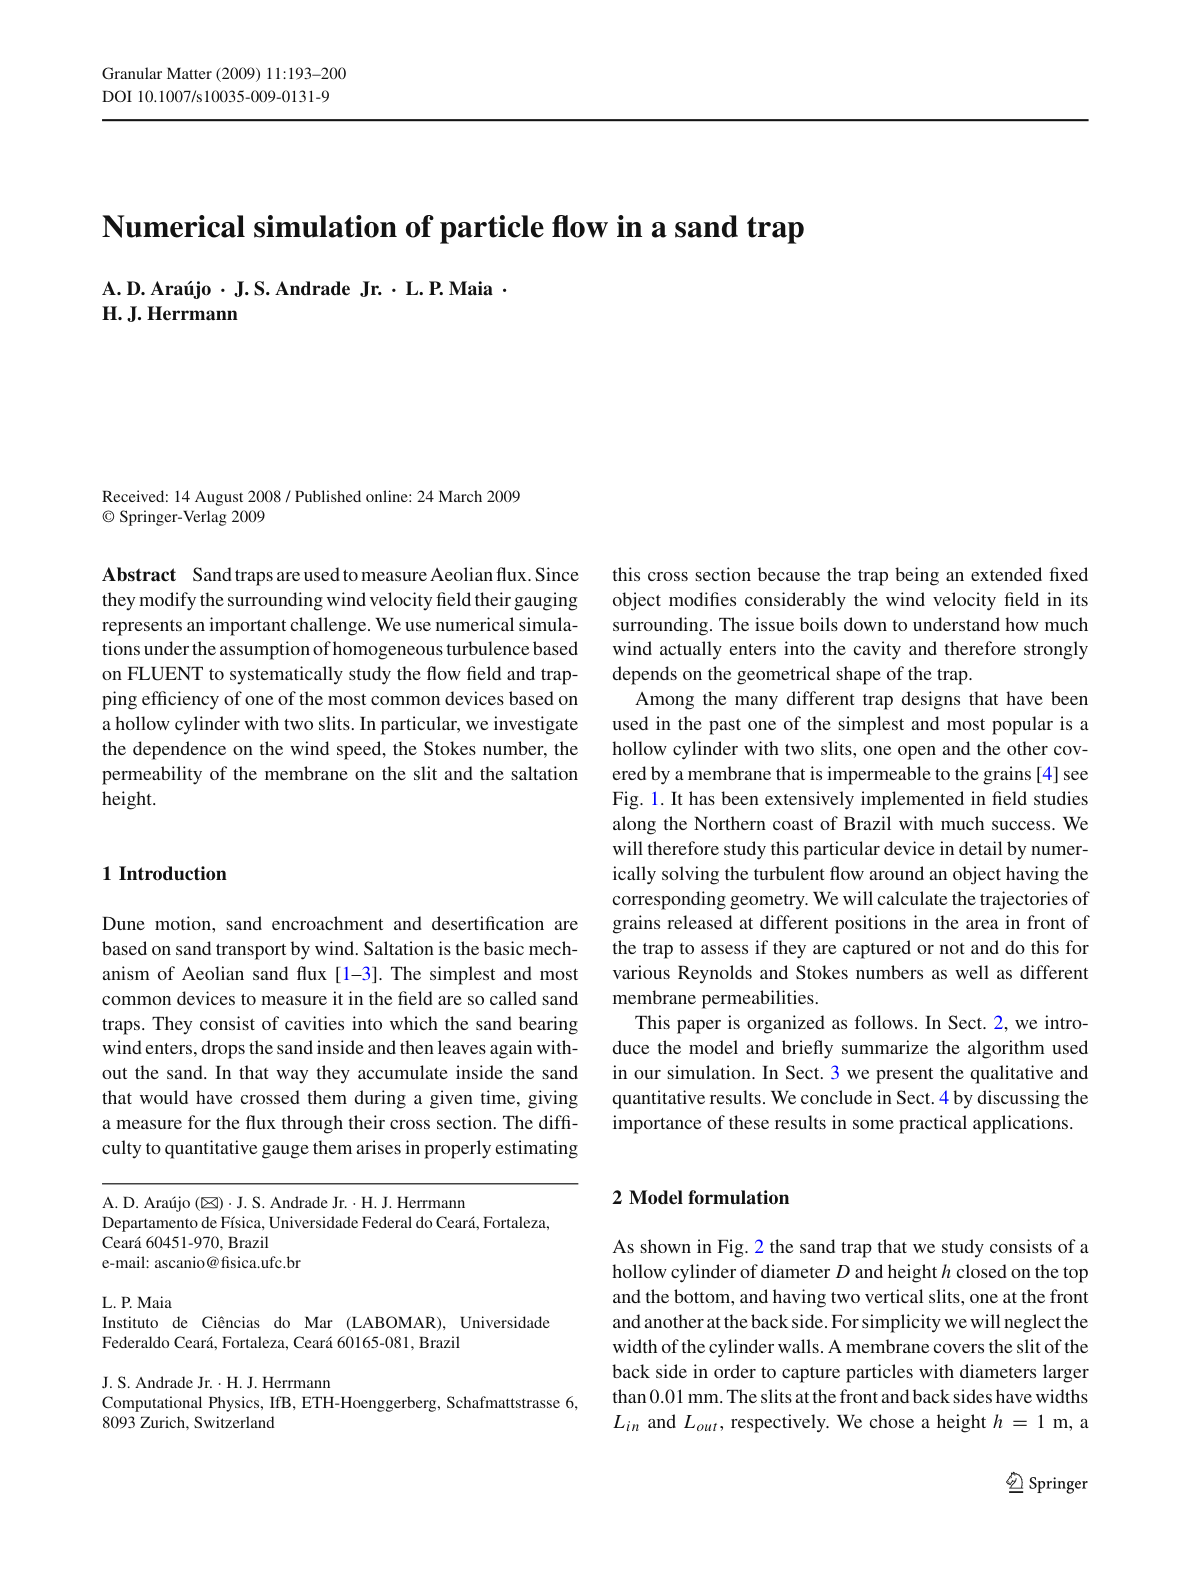 Granular Matter (2009) 11:193–200
DOI 10.1007/s10035-009-0131-9
Numerical simulation of particle flow in a sand trap
A. D. Araújo · J. S. Andrade Jr. · L. P. Maia ·
H. J. Herrmann
Received: 14 August 2008 / Published online: 24 March 2009
© Springer-Verlag 2009
Abstract Sand traps are used to measure Aeolian flux. Since
they modify the surrounding wind velocity field their gauging
represents an important challenge. We use numerical simula-
tions under the assumption of homogeneous turbulence based
on FLUENT to systematically study the flow field and trap-
ping efficiency of one of the most common devices based on
a hollow cylinder with two slits. In particular, we investigate
the dependence on the wind speed, the Stokes number, the
permeability of the membrane on the slit and the saltation
height.
1 Introduction
Dune motion, sand encroachment and desertification are
based on sand transport by wind. Saltation is the basic mech-
anism of Aeolian sand flux [1–3]. The simplest and most
common devices to measure it in the field are so called sand
traps. They consist of cavities into which the sand bearing
wind enters, drops the sand inside and then leaves again with-
out the sand. In that way they accumulate inside the sand
that would have crossed them during a given time, giving
a measure for the flux through their cross section. The diffi-
culty to quantitative gauge them arises in properly estimating
A. D. Araújo (✉) · J. S. Andrade Jr. · H. J. Herrmann
Departamento de Física, Universidade Federal do Ceará, Fortaleza,
Ceará 60451-970, Brazil
e-mail: ascanio@fisica.ufc.br
L. P. Maia
Instituto de Ciências do Mar (LABOMAR), Universidade
Federaldo Ceará, Fortaleza, Ceará 60165-081, Brazil
J. S. Andrade Jr. · H. J. Herrmann
Computational Physics, IfB, ETH-Hoenggerberg, Schafmattstrasse 6,
8093 Zurich, Switzerland
this cross section because the trap being an extended fixed
object modifies considerably the wind velocity field in its
surrounding. The issue boils down to understand how much
wind actually enters into the cavity and therefore strongly
depends on the geometrical shape of the trap.
Among the many different trap designs that have been
used in the past one of the simplest and most popular is a
hollow cylinder with two slits, one open and the other cov-
ered by a membrane that is impermeable to the grains [4] see
Fig. 1. It has been extensively implemented in field studies
along the Northern coast of Brazil with much success. We
will therefore study this particular device in detail by numer-
ically solving the turbulent flow around an object having the
corresponding geometry. We will calculate the trajectories of
grains released at different positions in the area in front of
the trap to assess if they are captured or not and do this for
various Reynolds and Stokes numbers as well as different
membrane permeabilities.
This paper is organized as follows. In Sect. 2, we intro-
duce the model and briefly summarize the algorithm used
in our simulation. In Sect. 3 we present the qualitative and
quantitative results. We conclude in Sect. 4 by discussing the
importance of these results in some practical applications.
2 Model formulation
As shown in Fig. 2 the sand trap that we study consists of a
hollow cylinder of diameter D and height h closed on the top
and the bottom, and having two vertical slits, one at the front
and another at the back side. For simplicity we will neglect the
width of the cylinder walls. A membrane covers the slit of the
back side in order to capture particles with diameters larger
than 0.01 mm. The slits at the front and back sides have widths
L_in and L_out, respectively. We chose a height h = 1 m, a
Springer